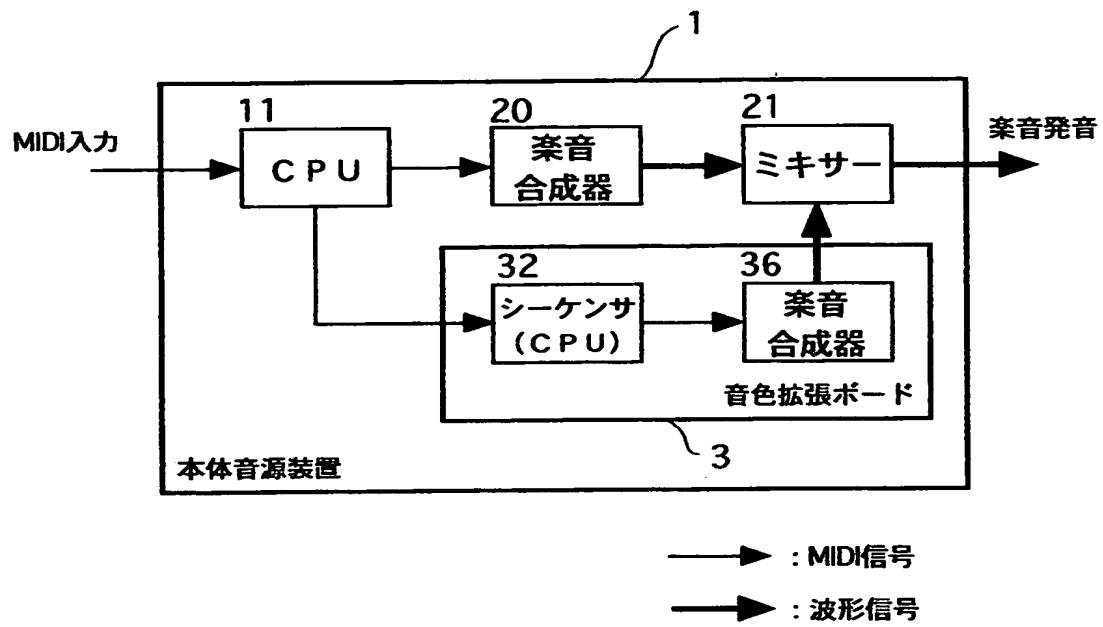 1
11
20
21
MIDI入力
CPU
楽音
合成器
ミキサー
楽音発音
32
36
シーケンサ
(CPU)
楽音
合成器
音色拡張ボード
3
本体音源装置
：MIDI信号
：波形信号